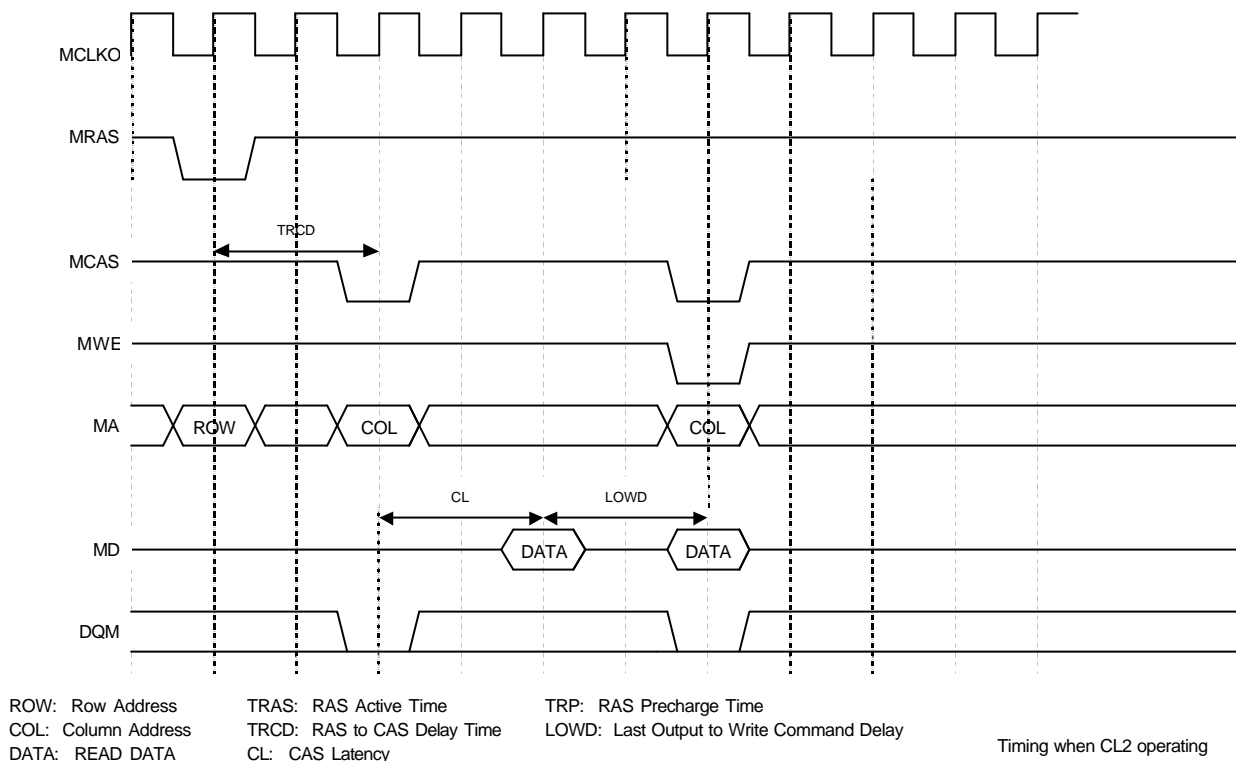 MCLKO
MRAS
TRCD
MCAS
MWE
MA ROW COL COL
CL LOWD
MD DATA DATA
DQM
ROW: Row Address TRAS: RAS Active Time TRP: RAS Precharge Time
COL: Column Address TRCD: RAS to CAS Delay Time LOWD: Last Output to Write Command Delay
DATA: READ DATA CL: CAS Latency
Timing when CL2 operating